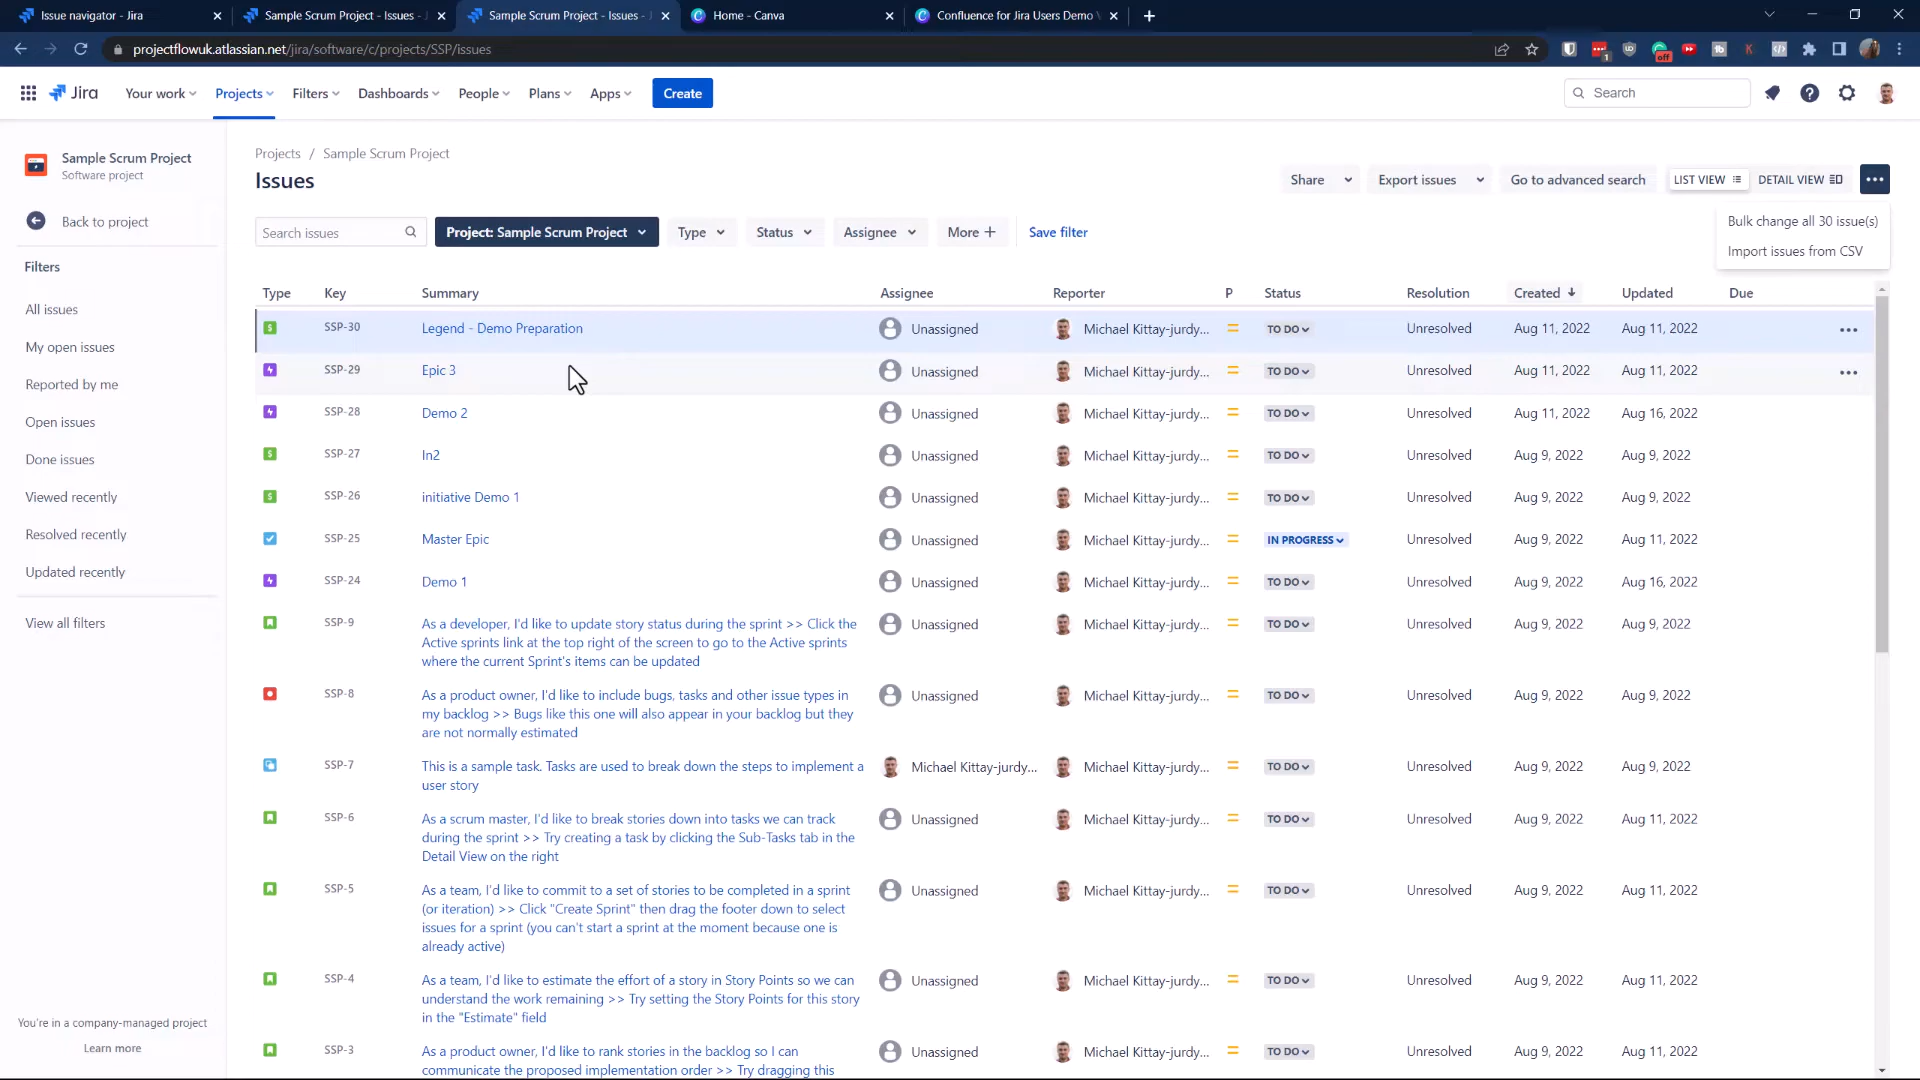 Issue navigator - Jira
Sample Scrum Project - Issues - J
Sample Scrum Project - Issues - J
Home - Canva
Confluence for Jira Users Demo V
projectflowuk.atlassian.net/jira/software/c/projects/SSP/issues
Jira
Your work
Projects
Filters
Dashboards
People
Plans
Apps
Create
Search
Sample Scrum Project
Software project
Back to project
Filters
All issues
My open issues
Reported by me
Open issues
Done issues
Viewed recently
Resolved recently
Updated recently
View all filters
You're in a company-managed project
Learn more
Projects / Sample Scrum Project
Issues
Share
Export issues
Go to advanced search
LIST VIEW
DETAIL VIEW
Bulk change all 30 issue(s)
Import issues from CSV
Search issues
Project: Sample Scrum Project
Type
Status
Assignee
More +
Save filter
Type Key Summary Assignee Reporter P Status Resolution Created Updated Due
SSP-30 Legend - Demo Preparation Unassigned Michael Kittay-jurdy... TO DO Unresolved Aug 11, 2022 Aug 11, 2022
SSP-29 Epic 3 Unassigned Michael Kittay-jurdy... TO DO Unresolved Aug 11, 2022 Aug 11, 2022
SSP-28 Demo 2 Unassigned Michael Kittay-jurdy... TO DO Unresolved Aug 11, 2022 Aug 16, 2022
SSP-27 In2 Unassigned Michael Kittay-jurdy... TO DO Unresolved Aug 9, 2022 Aug 9, 2022
SSP-26 initiative Demo 1 Unassigned Michael Kittay-jurdy... TO DO Unresolved Aug 9, 2022 Aug 9, 2022
SSP-25 Master Epic Unassigned Michael Kittay-jurdy... IN PROGRESS Unresolved Aug 9, 2022 Aug 11, 2022
SSP-24 Demo 1 Unassigned Michael Kittay-jurdy... TO DO Unresolved Aug 9, 2022 Aug 16, 2022
SSP-9 As a developer, I'd like to update story status during the sprint >> Click the Unassigned Michael Kittay-jurdy... TO DO Unresolved Aug 9, 2022 Aug 9, 2022
Active sprints link at the top right of the screen to go to the Active sprints
where the current Sprint's items can be updated
SSP-8 As a product owner, I'd like to include bugs, tasks and other issue types in Unassigned Michael Kittay-jurdy... TO DO Unresolved Aug 9, 2022 Aug 9, 2022
my backlog >> Bugs like this one will also appear in your backlog but they
are not normally estimated
SSP-7 This is a sample task. Tasks are used to break down the steps to implement a Michael Kittay-jurdy... Michael Kittay-jurdy... TO DO Unresolved Aug 9, 2022 Aug 9, 2022
user story
SSP-6 As a scrum master, I'd like to break stories down into tasks we can track Unassigned Michael Kittay-jurdy... TO DO Unresolved Aug 9, 2022 Aug 11, 2022
during the sprint >> Try creating a task by clicking the Sub-Tasks tab in the
Detail View on the right
SSP-5 As a team, I'd like to commit to a set of stories to be completed in a sprint Unassigned Michael Kittay-jurdy... TO DO Unresolved Aug 9, 2022 Aug 11, 2022
(or iteration) >> Click "Create Sprint" then drag the footer down to select
issues for a sprint (you can't start a sprint at the moment because one is
already active)
SSP-4 As a team, I'd like to estimate the effort of a story in Story Points so we can Unassigned Michael Kittay-jurdy... TO DO Unresolved Aug 9, 2022 Aug 11, 2022
understand the work remaining >> Try setting the Story Points for this story
in the "Estimate" field
SSP-3 As a product owner, I'd like to rank stories in the backlog so I can Unassigned Michael Kittay-jurdy... TO DO Unresolved Aug 9, 2022 Aug 11, 2022
communicate the proposed implementation order >> Try dragging this